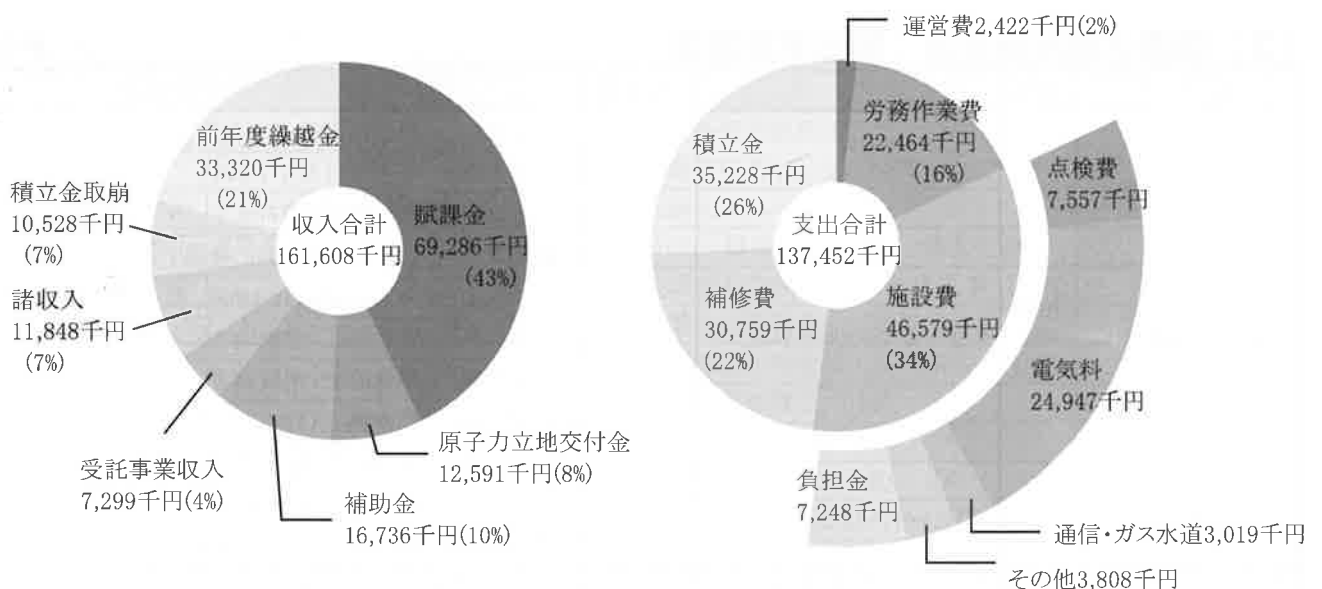 収入合計
161,608千円
賦課金
69,286千円
(43%)
原子力立地交付金
12,591千円(8%)
補助金
16,736千円(10%)
受託事業収入
7,299千円(4%)
諸収入
11,848千円
(7%)
積立金取崩
10,528千円
(7%)
前年度繰越金
33,320千円
(21%)
支出合計
137,452千円
運営費2,422千円(2%)
労務作業費
22,464千円
(16%)
施設費
46,579千円
(34%)
補修費
30,759千円
(22%)
積立金
35,228千円
(26%)
点検費
7,557千円
電気料
24,947千円
通信・ガス水道3,019千円
その他3,808千円
負担金
7,248千円